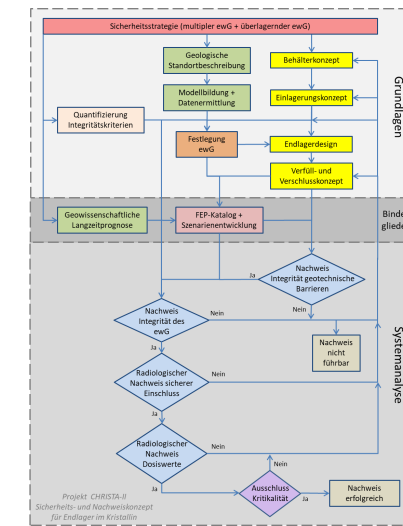 Sicherheitsstrategie (multipler ewG + überlagernder ewG)
Geologische
Standortbeschreibung
Behälterkonzept
Modellbildung +
Datenermittlung
Einlagerungskonzept
Quantifizierung
Integritätskriterien
Festlegung
ewG
Endlagerdesign
Verfüll- und
Verschlusskonzept
Grundlagen
Geowissenschaftliche
Langzeitprognose
FEP-Katalog +
Szenarienentwicklung
Binde
gliede
Nachweis
Integrität geotechnische
Barrieren
Ja
Nein
Nachweis
Integrität des
ewG
Nein
Ja
Nachweis
nicht
führbar
Systemanalyse
Radiologischer
Nachweis sicherer
Einschluss
Nein
Ja
Radiologischer
Nachweis
Dosiswerte
Nein
Ja
Nein
Ausschluss
Kritikalität
Ja
Nachweis
erfolgreich
Projekt CHRISTA-II
Sicherheits- und Nachweiskonzept
für Endlager im Kristallin